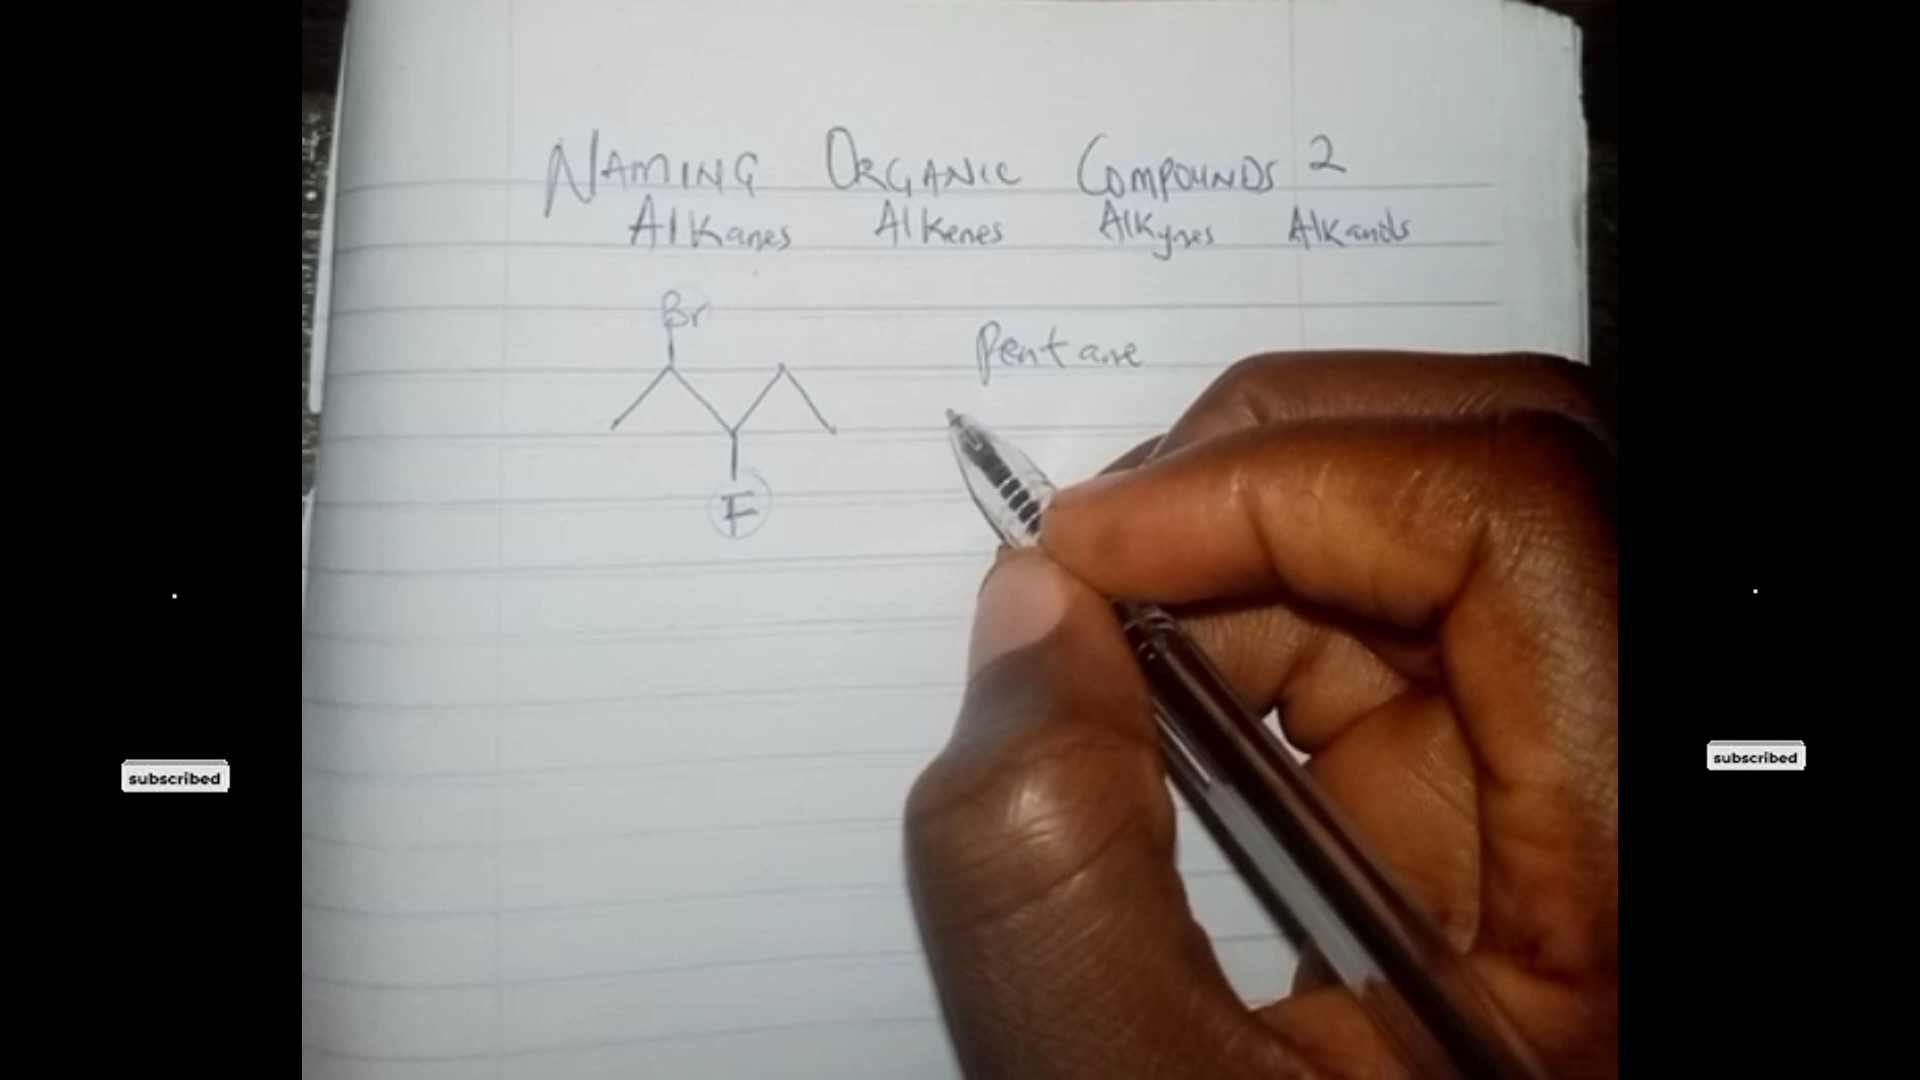 NAMING ORGANIC COMPOUNDS 2
Alkanes Alkenes Alkynes Alkanols
Br
Pentane
F
subscribed
subscribed